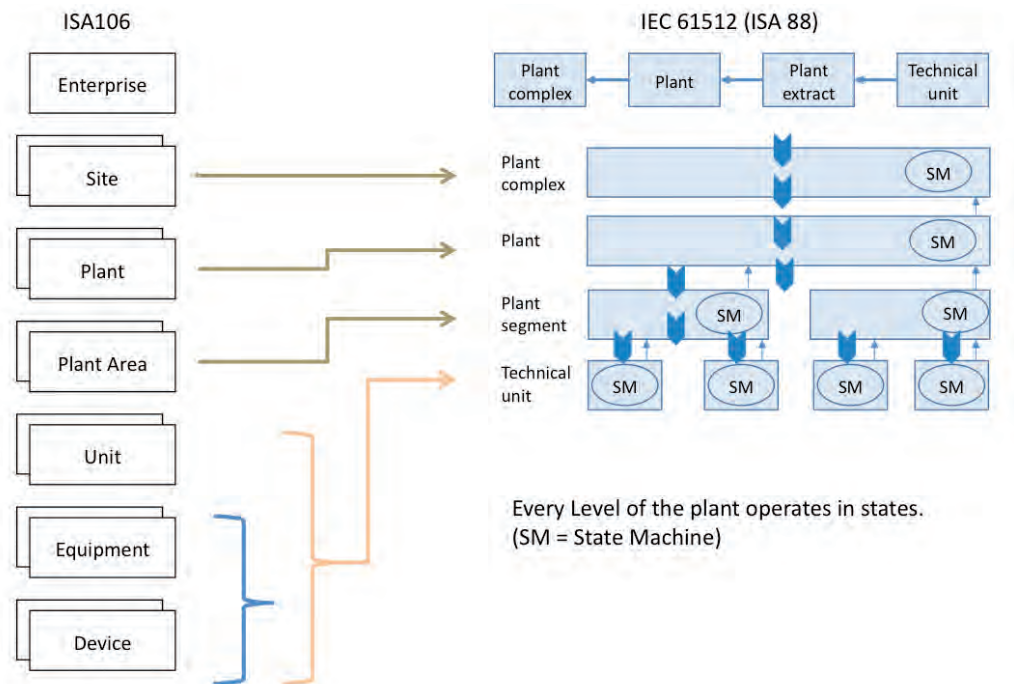 ISA106
Enterprise
Site
Plant
Plant Area
Unit
Equipment
Device
IEC 61512 (ISA 88)
Plant
complex
Plant
Plant
extract
Technical
unit
Plant
complex
SM
Plant
SM
Plant
segment
SM
SM
Technical
unit
SM
SM
SM
SM
Every Level of the plant operates in states.
(SM = State Machine)